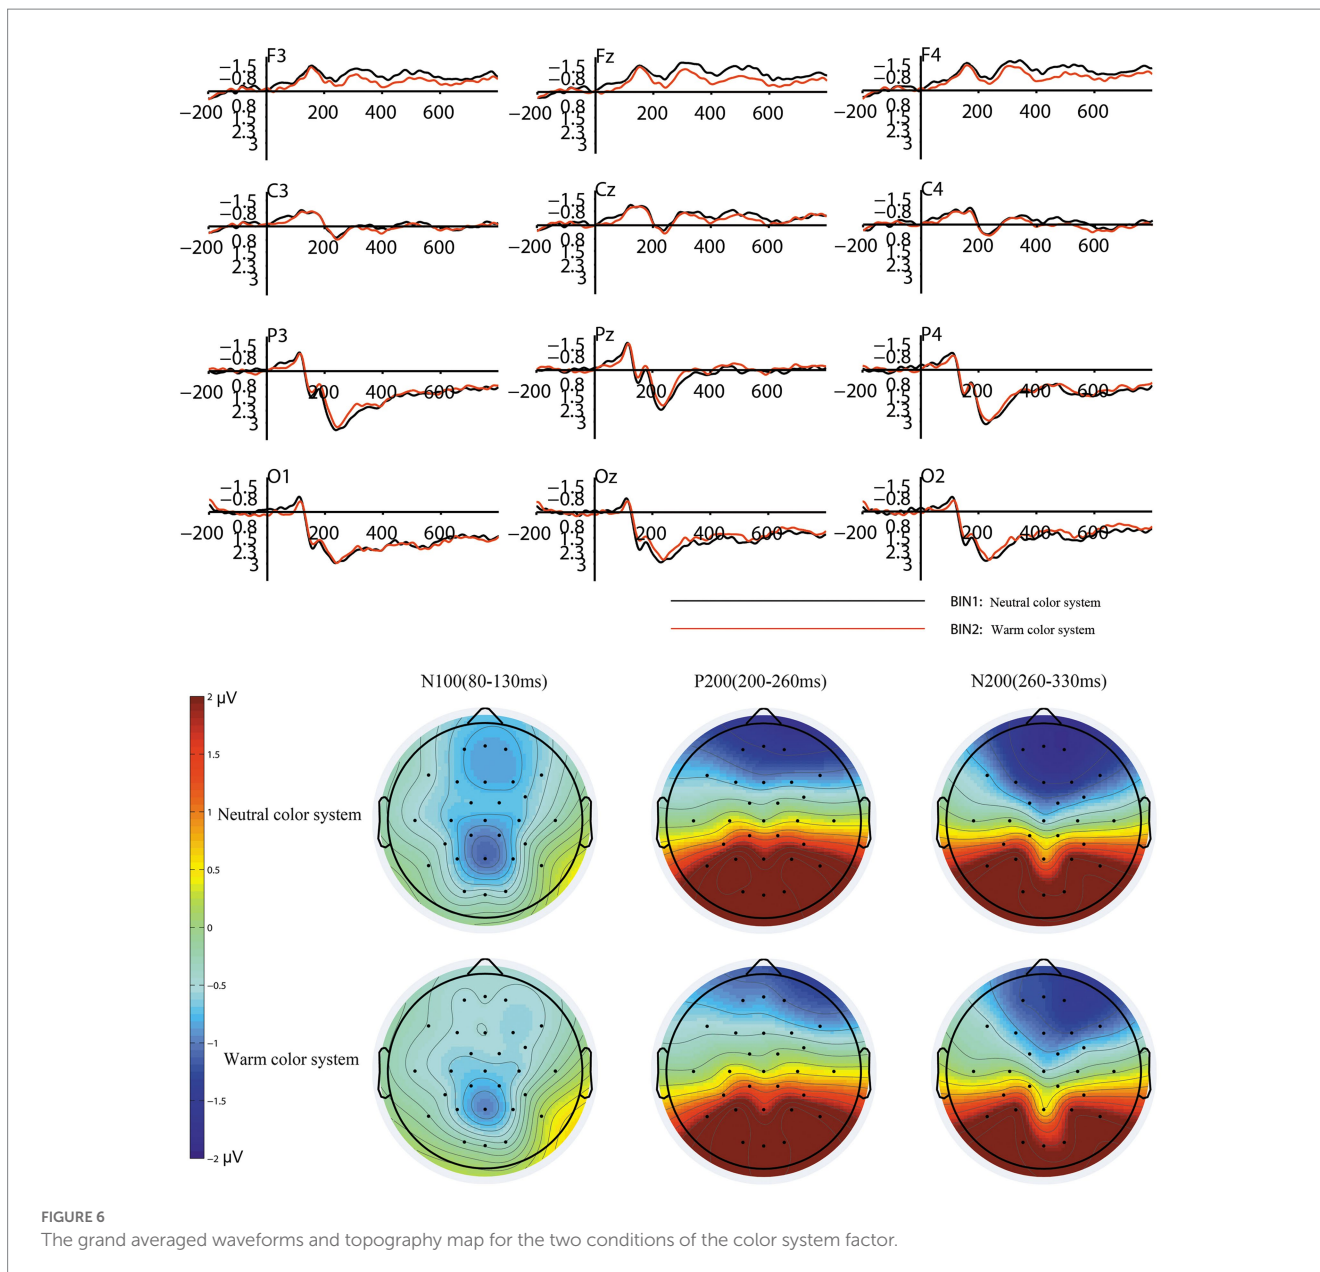 F3 Fz F4
−1.5 −1.5 −1.5
−0.8 −0.8 −0.8
0.8 0.8 0.8
−200 200 400 600 −200 200 400 600 −200 200 400 600
1.5 1.5 1.5
2.3 2.3 2.3
3 3 3
C3 Cz C4
−1.5 −1.5 −1.5
−0.8 −0.8 −0.8
0.8 0.8 0.8
−200 200 400 600 −200 200 400 600 −200 200 400 600
1.5 1.5 1.5
2.3 2.3 2.3
3 3 3
P3 Pz P4
−1.5 −1.5 −1.5
−0.8 −0.8 −0.8
0.8 0.8 0.8
−200 200 400 600 −200 200 400 600 −200 200 400 600
1.5 1.5 1.5
2.3 2.3 2.3
3 3 3
O1 Oz O2
−1.5 −1.5 −1.5
−0.8 −0.8 −0.8
0.8 0.8 0.8
−200 200 400 600 −200 200 400 600 −200 200 400 600
1.5 1.5 1.5
2.3 2.3 2.3
3 3 3
BIN1: Neutral color system
BIN2: Warm color system
N100(80-130ms) P200(200-260ms) N200(260-330ms)
2 μV
1.5
1
Neutral color system
0.5
0
−0.5
−1
Warm color system
−1.5
−2 μV
FIGURE 6
The grand averaged waveforms and topography map for the two conditions of the color system factor.